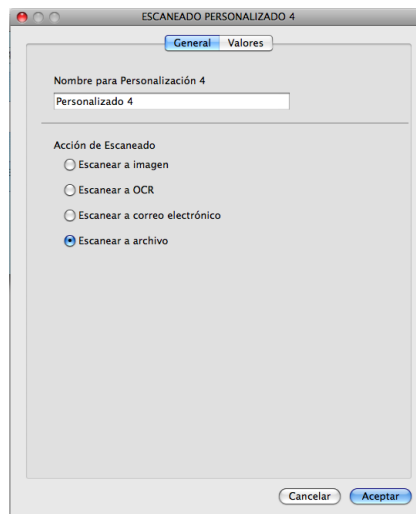 ESCANEADO PERSONALIZADO 4
General Valores
Nombre para Personalización 4
Personalizado 4
Acción de Escaneado
Escanear a imagen
Escanear a OCR
Escanear a correo electrónico
Escanear a archivo
Cancelar Aceptar